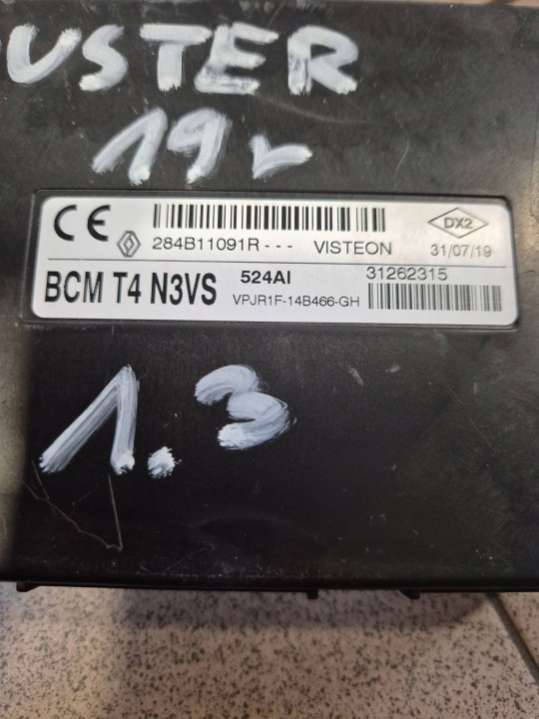 USTER
19r
CE
284B11091R--- VISTEON
DX2
31/07/19
BCM T4 N3VS
524AI
VPJR1F-14B466-GH
31262315
1.3